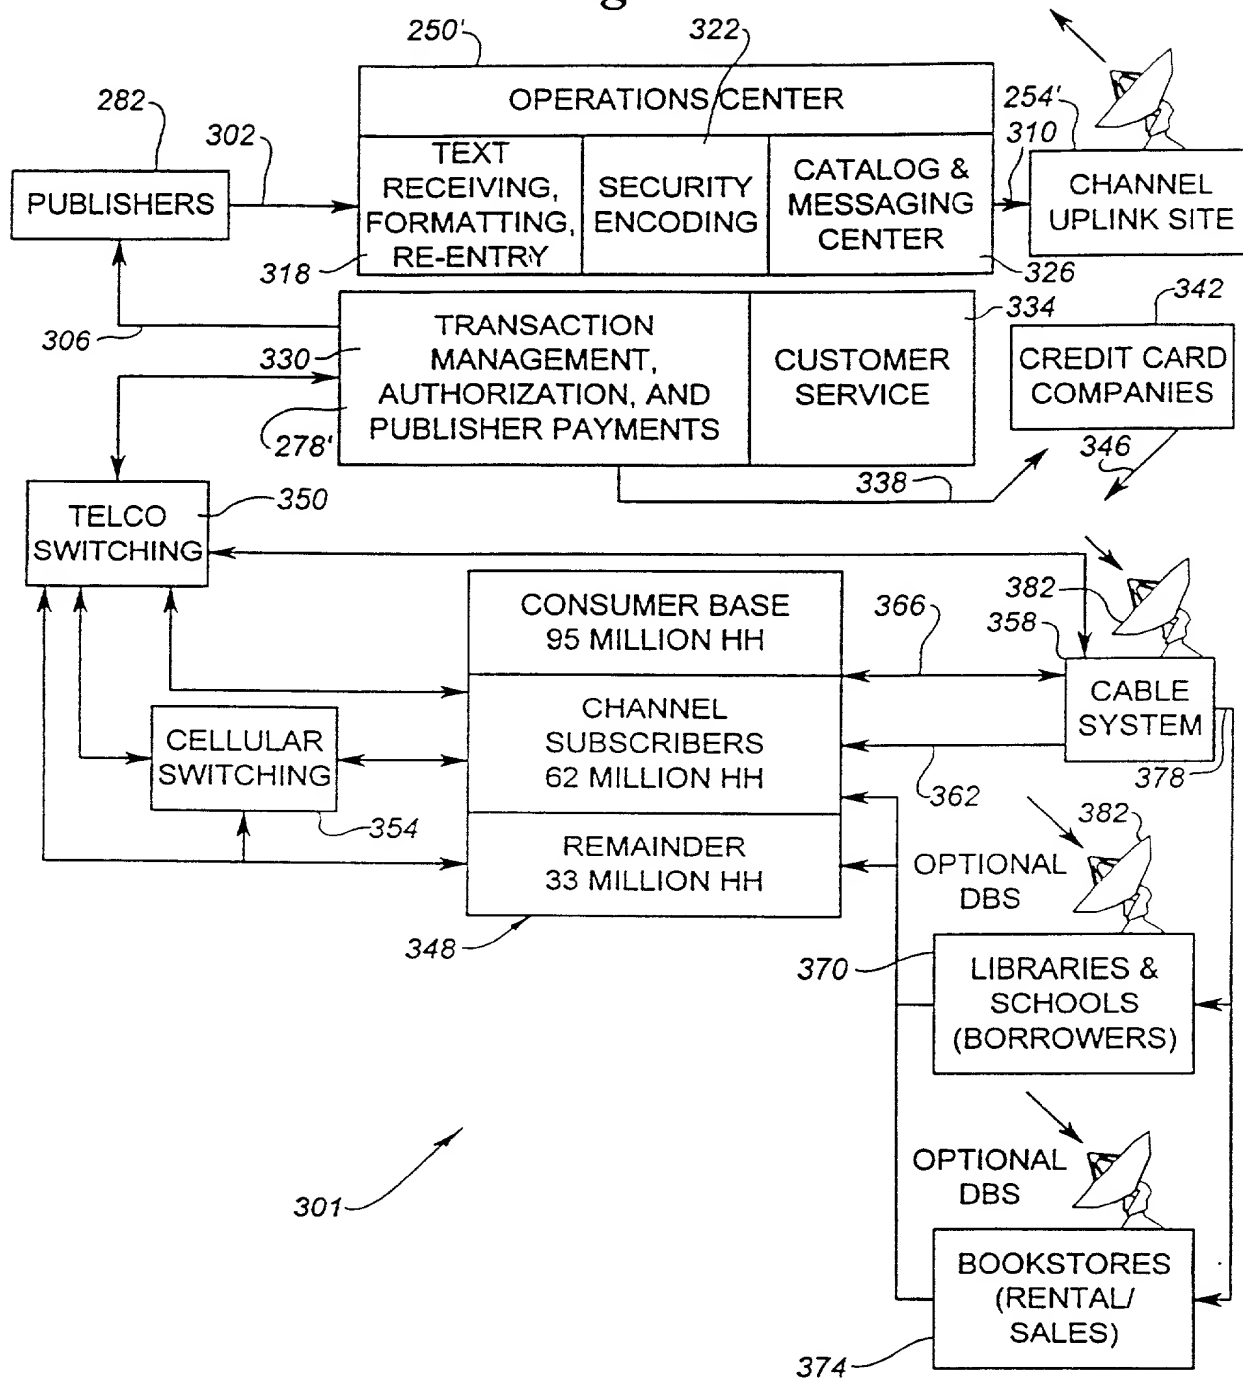 g
250'
322
OPERATIONS CENTER
254'
282
302
310
TEXT
RECEIVING,
FORMATTING,
RE-ENTRY
SECURITY
ENCODING
CATALOG &
MESSAGING
CENTER
PUBLISHERS
CHANNEL
UPLINK SITE
318
326
342
334
306
330
TRANSACTION
MANAGEMENT,
AUTHORIZATION, AND
PUBLISHER PAYMENTS
CUSTOMER
SERVICE
CREDIT CARD
COMPANIES
278'
346
338
350
TELCO
SWITCHING
382
358
366
CONSUMER BASE
95 MILLION HH
CHANNEL
SUBSCRIBERS
62 MILLION HH
CABLE
SYSTEM
CELLULAR
SWITCHING
378
362
354
REMAINDER
33 MILLION HH
382
OPTIONAL
DBS
348
370
LIBRARIES &
SCHOOLS
(BORROWERS)
301
OPTIONAL
DBS
BOOKSTORES
(RENTAL/
SALES)
374